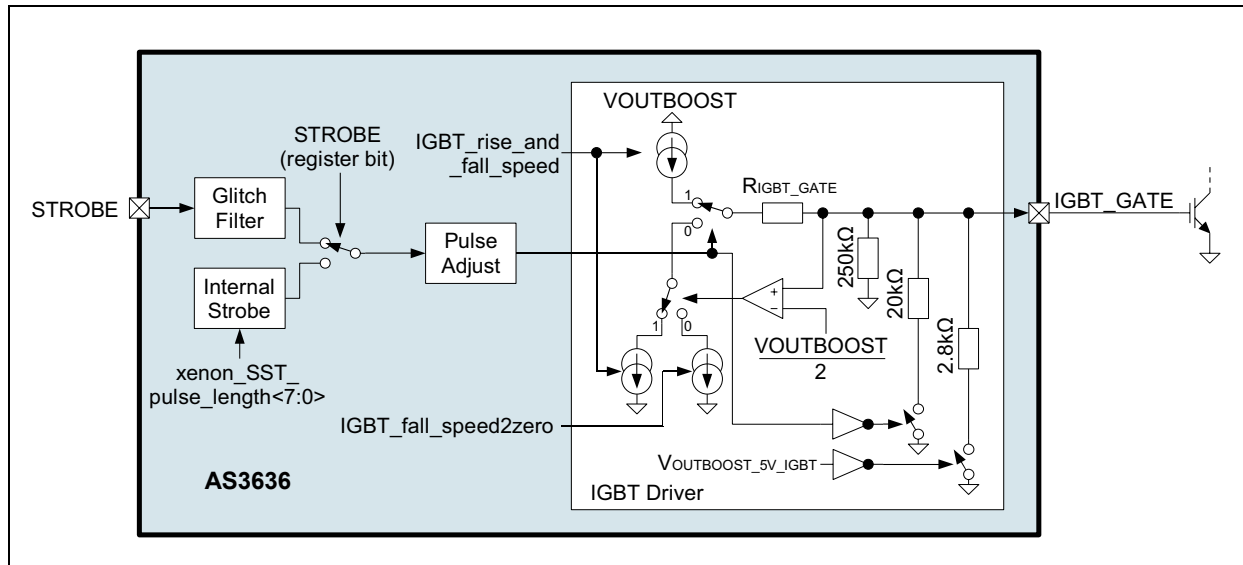 VOUTBOOST
STROBE
(register bit)
IGBT_rise_and
_fall_speed
STROBE
Glitch
Filter
1
RIGBT_GATE
IGBT_GATE
0
Pulse
Adjust
Internal
Strobe
250kΩ
20kΩ
2.8kΩ
+
−
1
0
VOUTBOOST
2
xenon_SST_
pulse_length<7:0>
IGBT_fall_speed2zero
VOUTBOOST_5V_IGBT
AS3636
IGBT Driver